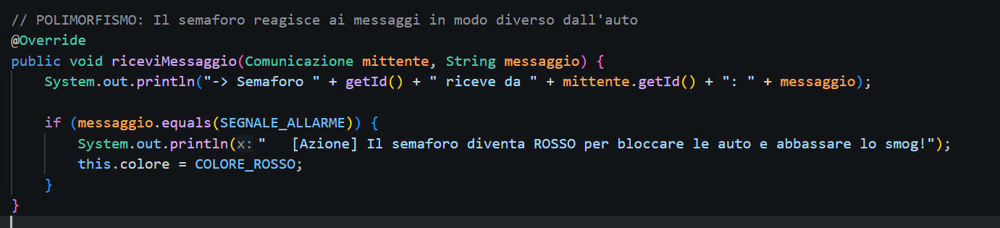 // POLIMORFISMO: Il semaforo reagisce ai messaggi in modo diverso dall'auto
@Override
public void riceviMessaggio(Comunicazione mittente, String messaggio) {
    System.out.println("-> Semaforo " + getId() + " riceve da " + mittente.getId() + ": " + messaggio);
    if (messaggio.equals(SEGNALE_ALLARME)) {
        System.out.println(x: "   [Azione] Il semaforo diventa ROSSO per bloccare le auto e abbassare lo smog!");
        this.colore = COLORE_ROSSO;
    }
}